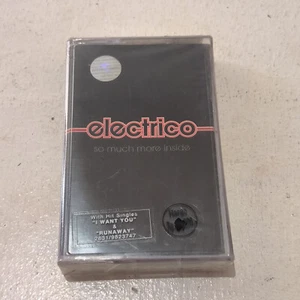 electrico
so much more inside
With Hit Singles
"I WANT YOU"
"RUNAWAY"